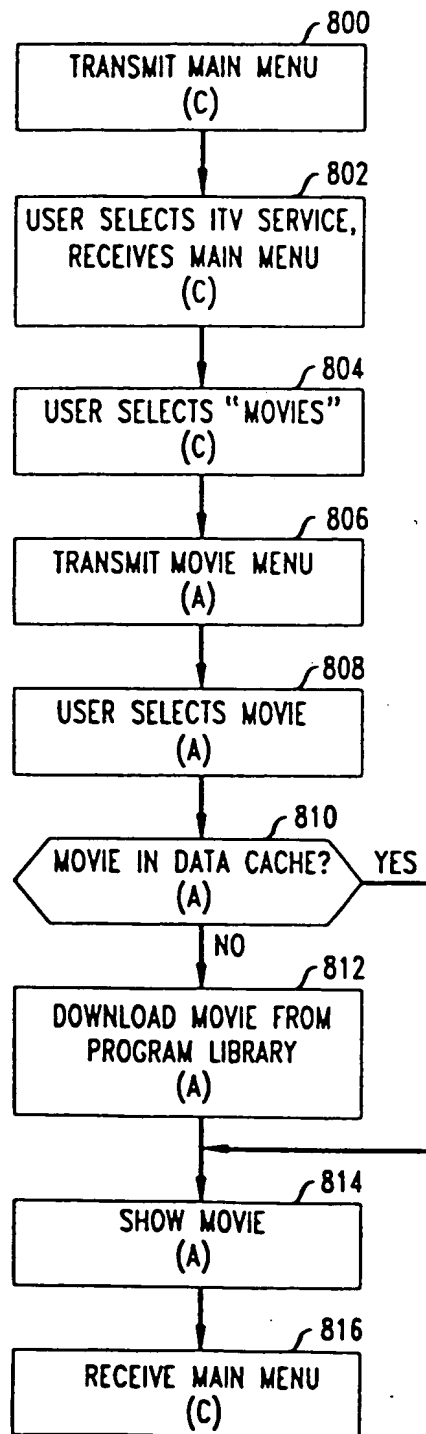 800
TRANSMIT MAIN MENU
(C)
802
USER SELECTS ITV SERVICE,
RECEIVES MAIN MENU
(C)
804
USER SELECTS "MOVIES"
(C)
806
TRANSMIT MOVIE MENU
(A)
808
USER SELECTS MOVIE
(A)
810
MOVIE IN DATA CACHE?
(A)
YES
NO
812
DOWNLOAD MOVIE FROM
PROGRAM LIBRARY
(A)
814
SHOW MOVIE
(A)
816
RECEIVE MAIN MENU
(C)